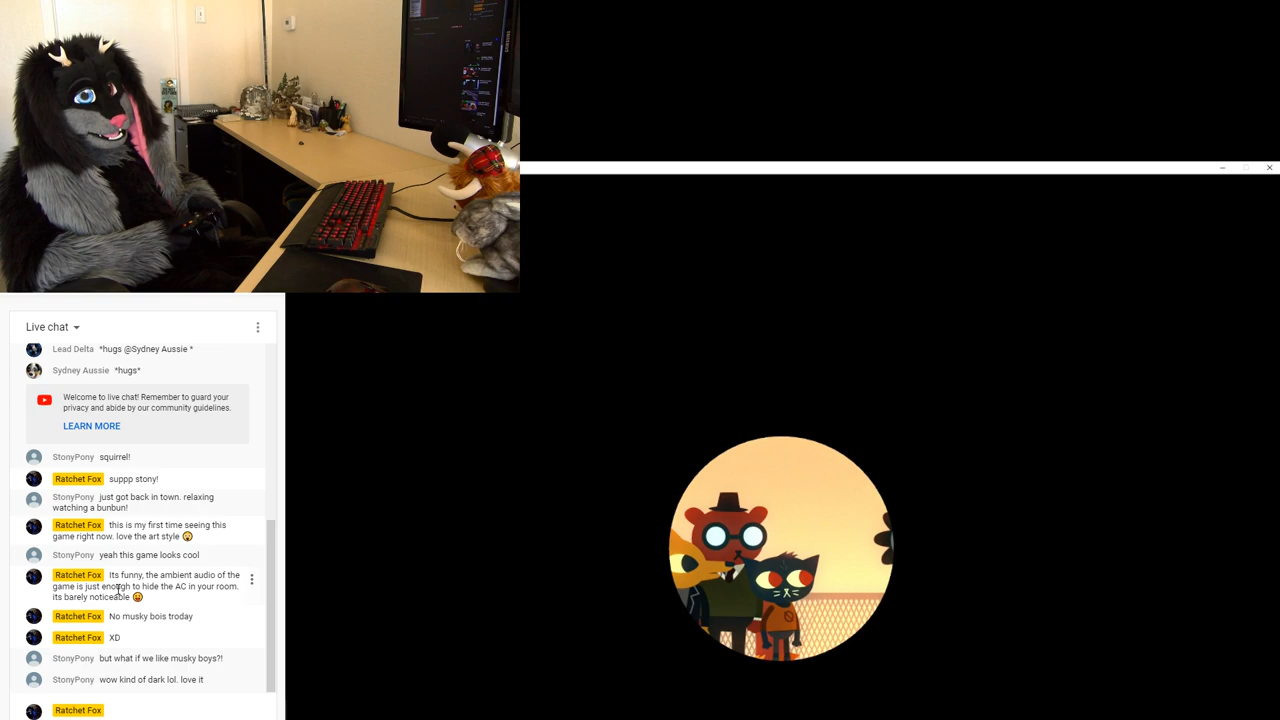 Live chat
Lead Delta *hugs @Sydney Aussie *
Sydney Aussie *hugs*
Welcome to live chat! Remember to guard your
privacy and abide by our community guidelines.
LEARN MORE
StonyPony squirrel!
Ratchet Fox suppp stony!
StonyPony just got back in town. relaxing
watching a bunbun!
Ratchet Fox this is my first time seeing this
game right now. love the art style
StonyPony yeah this game looks cool
Ratchet Fox Its funny, the ambient audio of the
game is just enough to hide the AC in your room.
its barely noticeable
Ratchet Fox No musky bois troday
Ratchet Fox XD
StonyPony but what if we like musky boys?!
StonyPony wow kind of dark lol. love it
Ratchet Fox